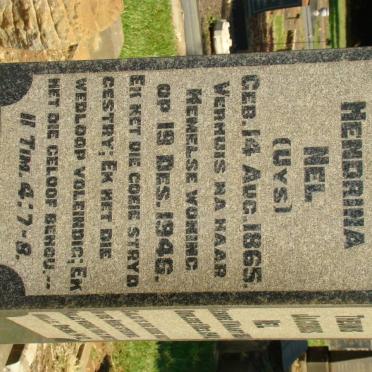 HENDRINA
NEL
(UYS)
GEB. 14 AUG. 1865.
VERHUIS NA HAAR
HEMELSE WONING
OP 19 DES. 1946.
EK HET DIE GOEIE STRYD
GESTRY; EK HET DIE
WEDLOOP VOLEINDIG; EK
HET DIE GELOOF BEHOU...
II TIM. 4:7-8.